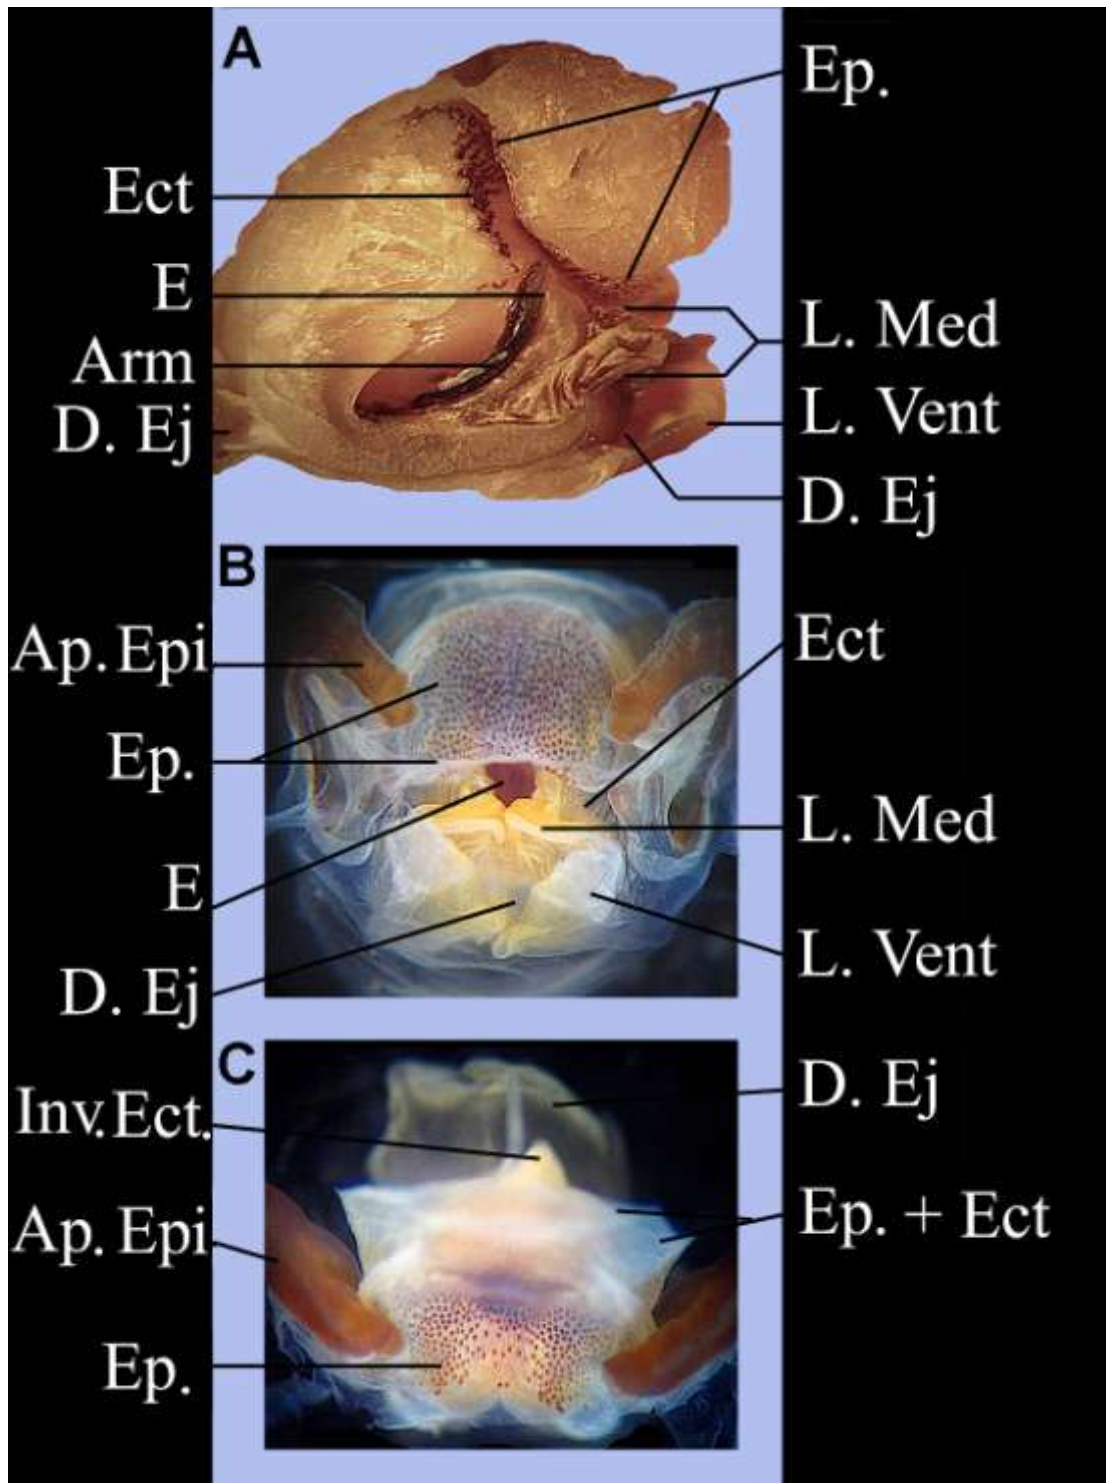 A
Ep.
Ect
E
L. Med
Arm
L. Vent
D. Ej
D. Ej
B
Ap. Epi
Ect
Ep.
L. Med
E
L. Vent
D. Ej
C
D. Ej
Inv. Ect.
Ap. Epi
Ep. + Ect
Ep.